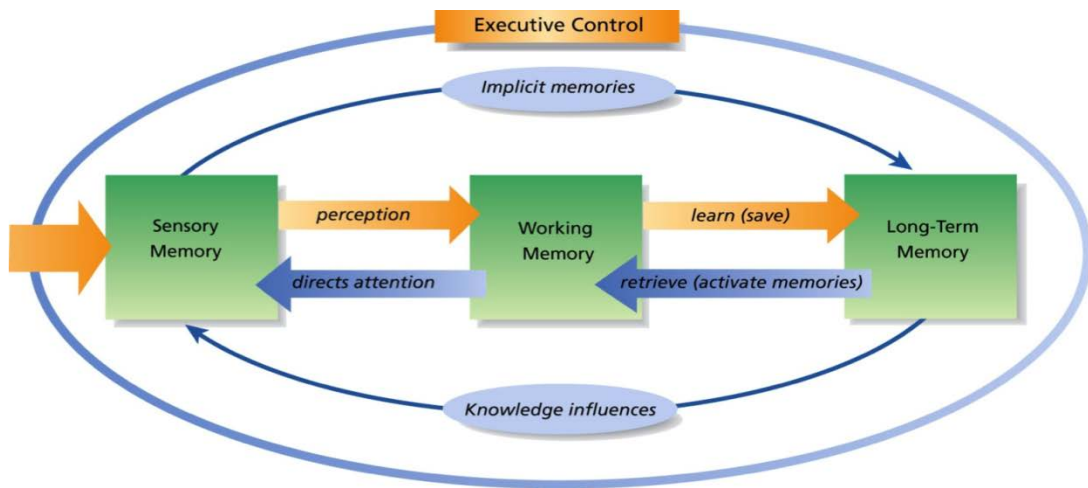 Executive Control
Implicit memories
Sensory
Memory
perception
Working
Memory
learn (save)
Long-Term
Memory
directs attention
retrieve (activate memories)
Knowledge influences